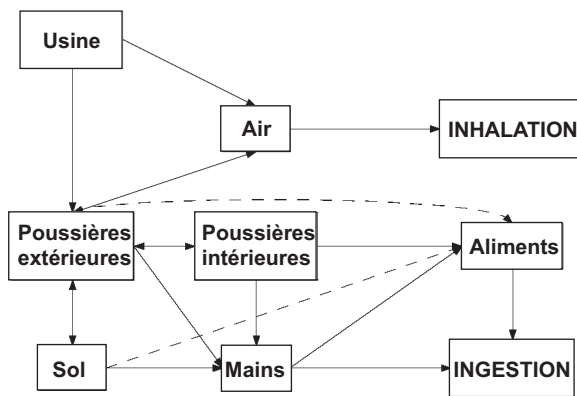 Usine
Air
INHALATION
Poussières
extérieures
Poussières
intérieures
Aliments
Sol
Mains
INGESTION